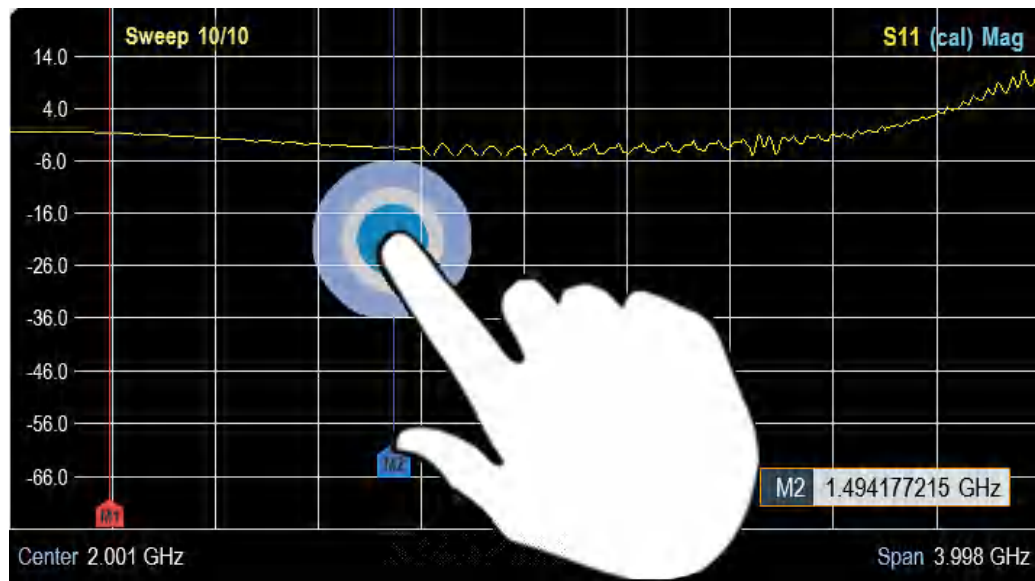 Sweep 10/10
S11 (cal) Mag
14.0
4.0
-6.0
-16.0
-26.0
-36.0
-46.0
-56.0
-66.0
M2
M1
M2 1.494177215 GHz
Center 2.001 GHz
Span 3.998 GHz